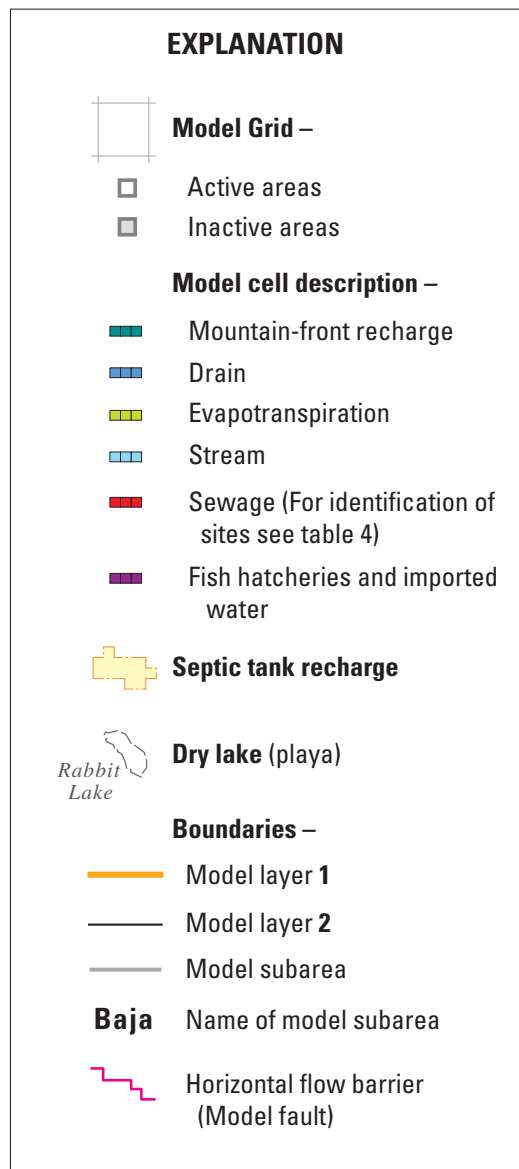 EXPLANATION
Model Grid –
Active areas
Inactive areas
Model cell description –
Mountain-front recharge
Drain
Evapotranspiration
Stream
Sewage (For identification of
sites see table 4)
Fish hatcheries and imported
water
Septic tank recharge
Rabbit
Lake
Dry lake (playa)
Boundaries –
Model layer 1
Model layer 2
Model subarea
Baja Name of model subarea
Horizontal flow barrier
(Model fault)